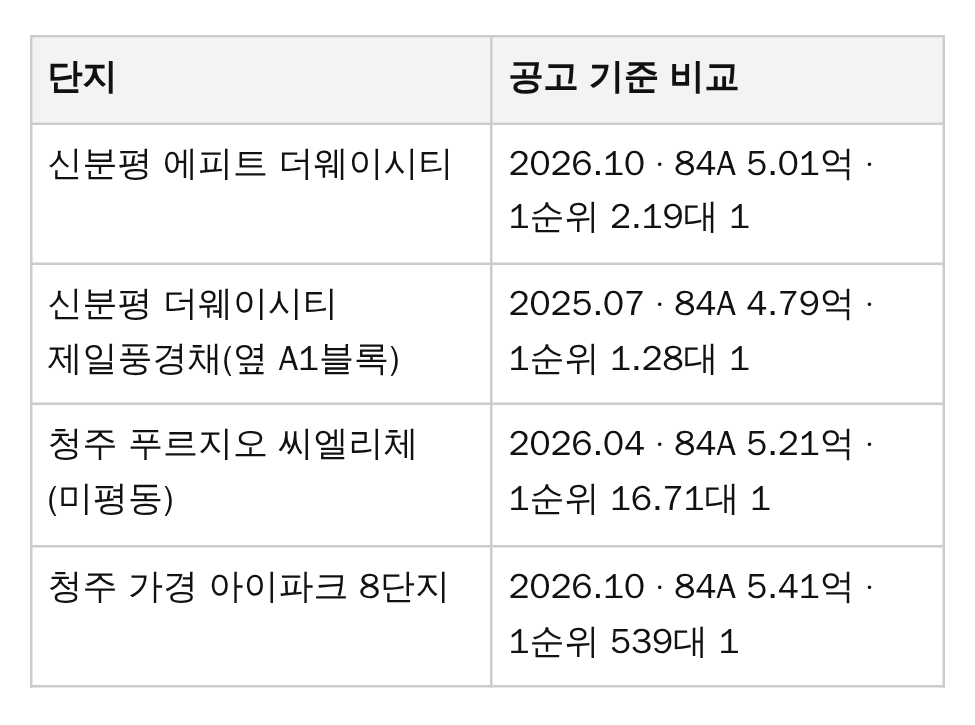 단지
공고 기준 비교
신분평 에피트 더웨이시티
2026.10 · 84A 5.01억 ·
1순위 2.19대 1
신분평 더웨이시티
제일풍경채(옆 A1블록)
2025.07 · 84A 4.79억 ·
1순위 1.28대 1
청주 푸르지오 씨엘리체
(미평동)
2026.04 · 84A 5.21억 ·
1순위 16.71대 1
청주 가경 아이파크 8단지
2026.10 · 84A 5.41억 ·
1순위 539대 1